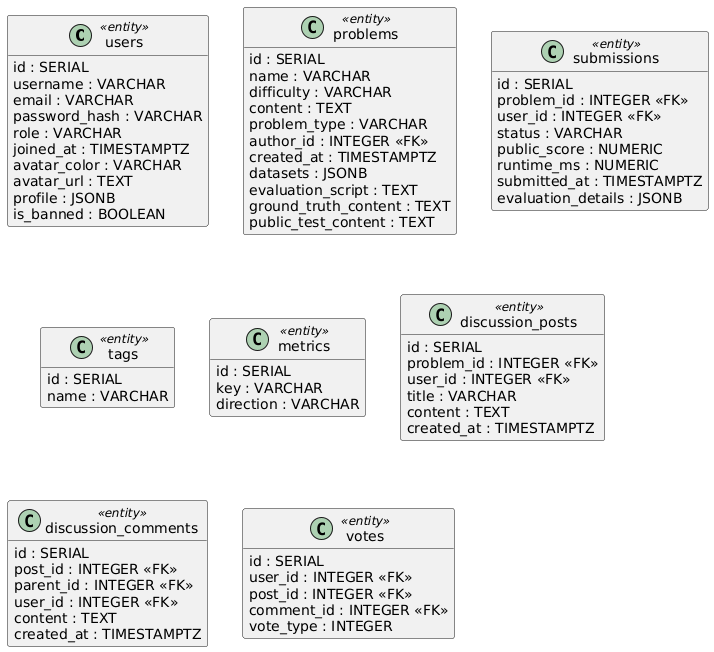 «entity»
users
id : SERIAL
username : VARCHAR
email : VARCHAR
password_hash : VARCHAR
role : VARCHAR
joined_at : TIMESTAMPTZ
avatar_color : VARCHAR
avatar_url : TEXT
profile : JSONB
is_banned : BOOLEAN
«entity»
problems
id : SERIAL
name : VARCHAR
difficulty : VARCHAR
content : TEXT
problem_type : VARCHAR
author_id : INTEGER «FK»
created_at : TIMESTAMPTZ
datasets : JSONB
evaluation_script : TEXT
ground_truth_content : TEXT
public_test_content : TEXT
«entity»
submissions
id : SERIAL
problem_id : INTEGER «FK»
user_id : INTEGER «FK»
status : VARCHAR
public_score : NUMERIC
runtime_ms : NUMERIC
submitted_at : TIMESTAMPTZ
evaluation_details : JSONB
«entity»
tags
id : SERIAL
name : VARCHAR
«entity»
metrics
id : SERIAL
key : VARCHAR
direction : VARCHAR
«entity»
discussion_posts
id : SERIAL
problem_id : INTEGER «FK»
user_id : INTEGER «FK»
title : VARCHAR
content : TEXT
created_at : TIMESTAMPTZ
«entity»
discussion_comments
id : SERIAL
post_id : INTEGER «FK»
parent_id : INTEGER «FK»
user_id : INTEGER «FK»
content : TEXT
created_at : TIMESTAMPTZ
«entity»
votes
id : SERIAL
user_id : INTEGER «FK»
post_id : INTEGER «FK»
comment_id : INTEGER «FK»
vote_type : INTEGER